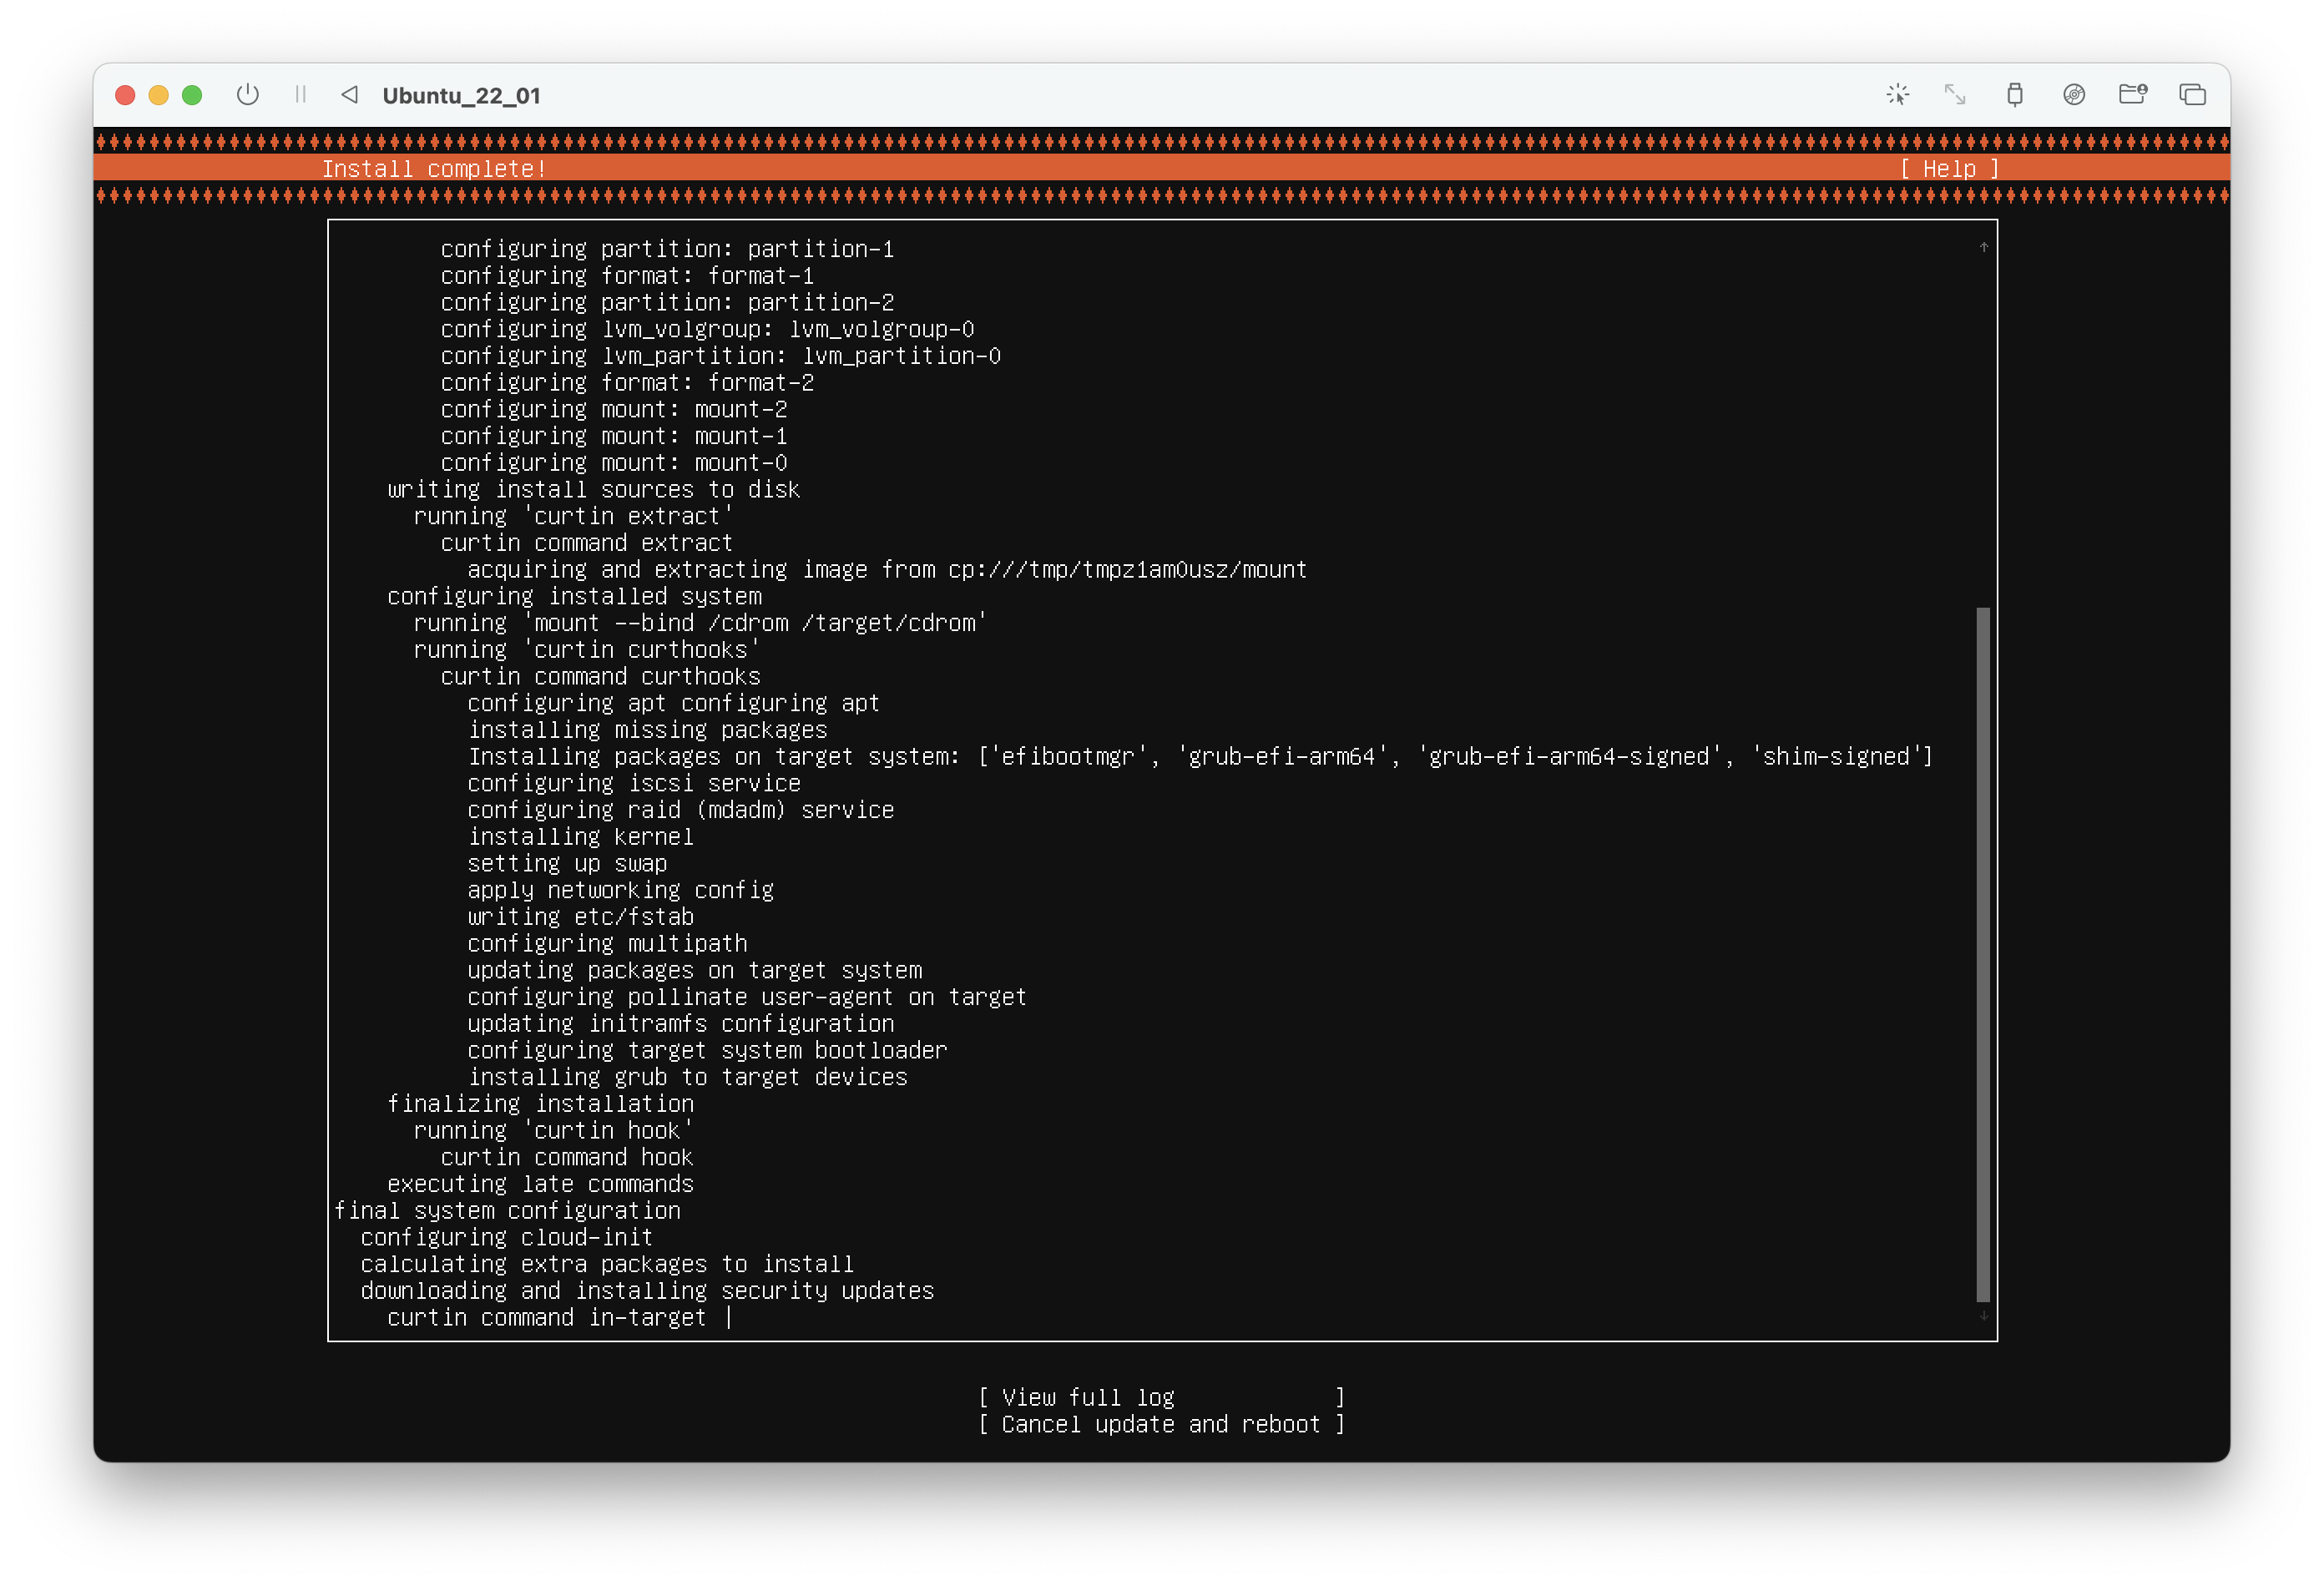 Ubuntu_22_01
Install complete! [ Help ]
configuring partition: partition-1
configuring format: format-1
configuring partition: partition-2
configuring lvm_volgroup: lvm_volgroup-0
configuring lvm_partition: lvm_partition-0
configuring format: format-2
configuring mount: mount-2
configuring mount: mount-1
configuring mount: mount-0
writing install sources to disk
running 'curtin extract'
curtin command extract
acquiring and extracting image from cp:///tmp/tmpz1am0usz/mount
configuring installed system
running 'mount --bind /cdrom /target/cdrom'
running 'curtin curthooks'
curtin command curthooks
configuring apt configuring apt
installing missing packages
Installing packages on target system: ['efibootmgr', 'grub-efi-arm64', 'grub-efi-arm64-signed', 'shim-signed']
configuring iscsi service
configuring raid (mdadm) service
installing kernel
setting up swap
apply networking config
writing etc/fstab
configuring multipath
updating packages on target system
configuring pollinate user-agent on target
updating initramfs configuration
configuring target system bootloader
installing grub to target devices
finalizing installation
running 'curtin hook'
curtin command hook
executing late commands
final system configuration
configuring cloud-init
calculating extra packages to install
downloading and installing security updates
curtin command in-target |
[ View full log ]
[ Cancel update and reboot ]